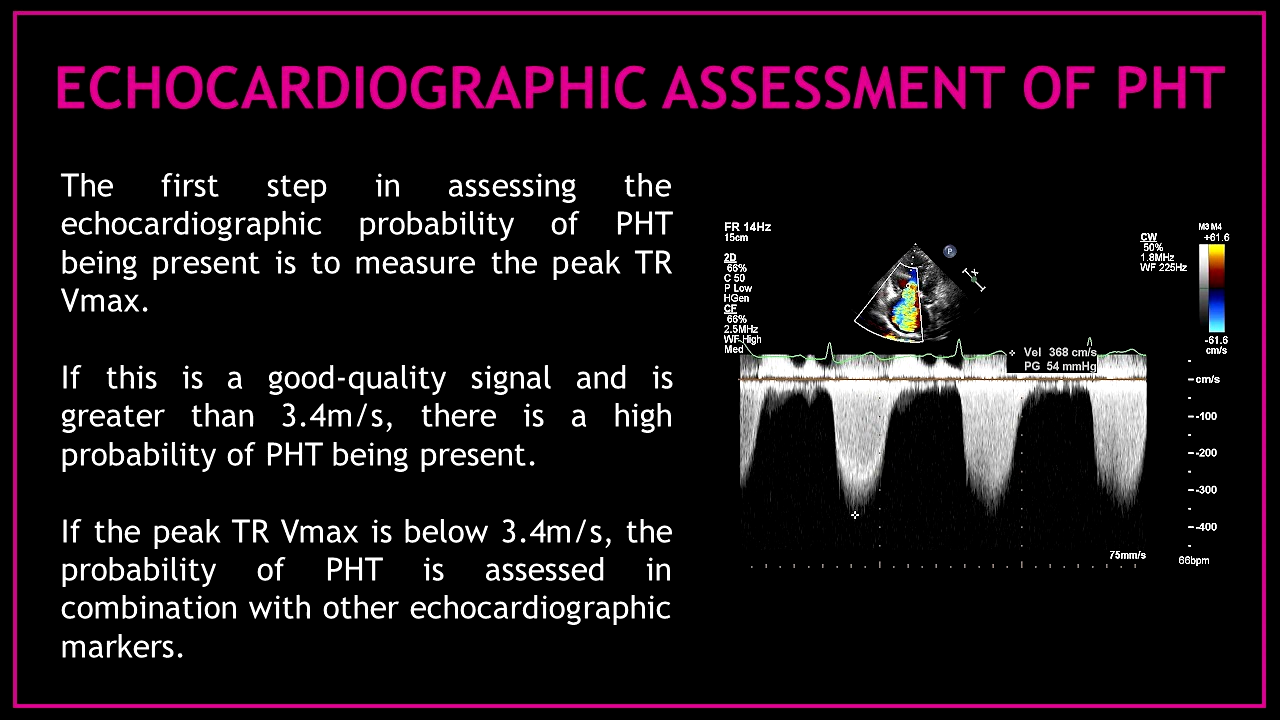 ECHOCARDIOGRAPHIC ASSESSMENT OF PHT
The first step in assessing the
echocardiographic probability of PHT
being present is to measure the peak TR
Vmax.
If this is a good-quality signal and is
greater than 3.4m/s, there is a high
probability of PHT being present.
If the peak TR Vmax is below 3.4m/s, the
probability of PHT is assessed in
combination with other echocardiographic
markers.
FR 14Hz
15cm
2D
66%
C 50
P Low
HGen
CF
66%
2.5MHz
WF High
Med
P
x
CW
50%
1.8MHz
WF 225Hz
M3 M4
+61.6
-61.6
cm/s
Vel 368 cm/s
PG 54 mmHg
cm/s
-100
-200
-300
-400
75mm/s
66bpm